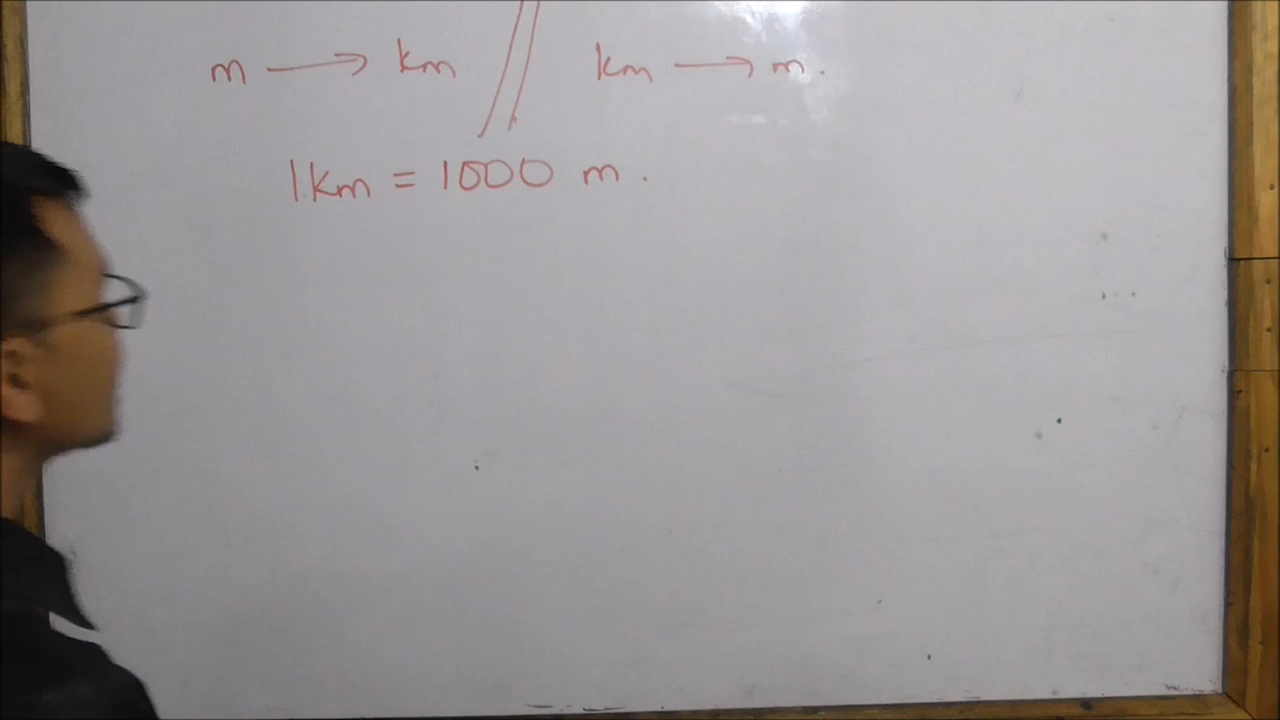 m → km // km → m.
1km = 1000 m.